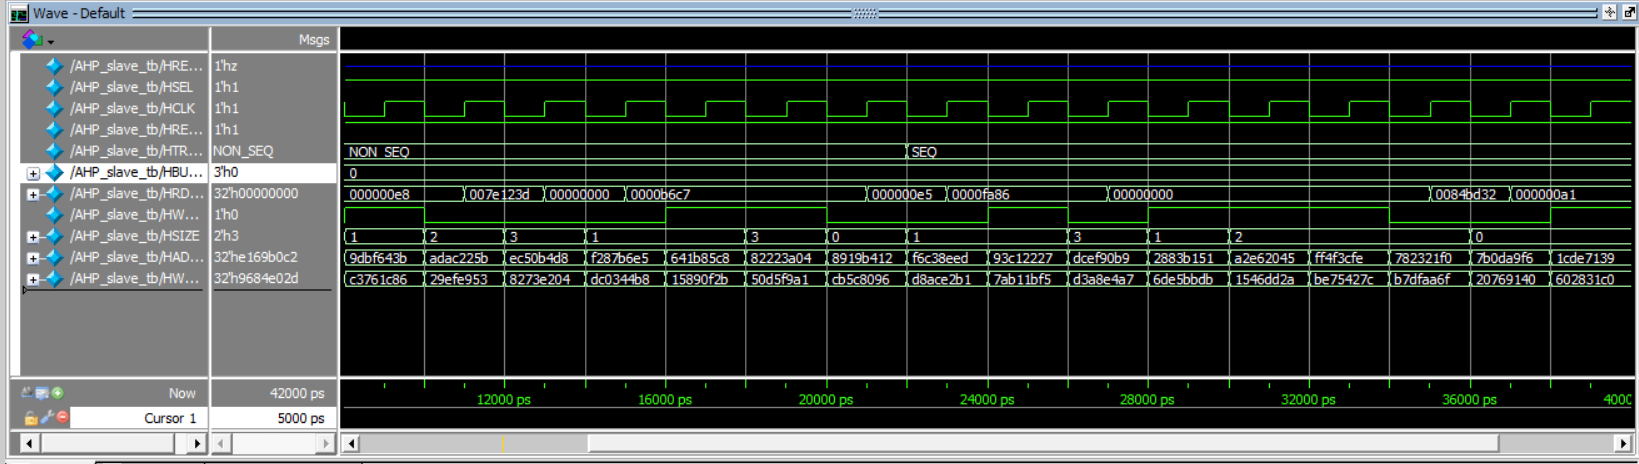 Wave - Default
Msgs
/AHP_slave_tb/HRE... 1'hz
/AHP_slave_tb/HSEL 1'h1
/AHP_slave_tb/HCLK 1'h1
/AHP_slave_tb/HRE... 1'h1
/AHP_slave_tb/HTR... NON_SEQ NON_SEQ SEQ
/AHP_slave_tb/HBU... 3'h0 0
/AHP_slave_tb/HRD... 32'h00000000 000000e8 007e123d 00000000 0000b6c7 000000e5 0000fa86 00000000 0084bd32 000000a1
/AHP_slave_tb/HW... 1'h0
/AHP_slave_tb/HSIZE 2'h3 1 2 3 1 3 0 1 3 1 2 0
/AHP_slave_tb/HAD... 32'he169b0c2 9dbf643b adac225b ec50b4d8 f287b6e5 641b85c8 82223a04 8919b412 f6c38eed 93c12227 dcef90b9 2883b151 a2e62045 ff4f3cfe 782321f0 7b0da9f6 1cde7139
/AHP_slave_tb/HW... 32'h9684e02d c3761c86 29efe953 8273e204 dc0344b8 15890f2b 50d5f9a1 cb5c8096 d8ace2b1 7ab11bf5 d3a8e4a7 6de5bbdb 1546dd2a be75427c b7dfaa6f 20769140 602831c0
Now 42000 ps
12000 ps 16000 ps 20000 ps 24000 ps 28000 ps 32000 ps 36000 ps 4000
Cursor 1 5000 ps